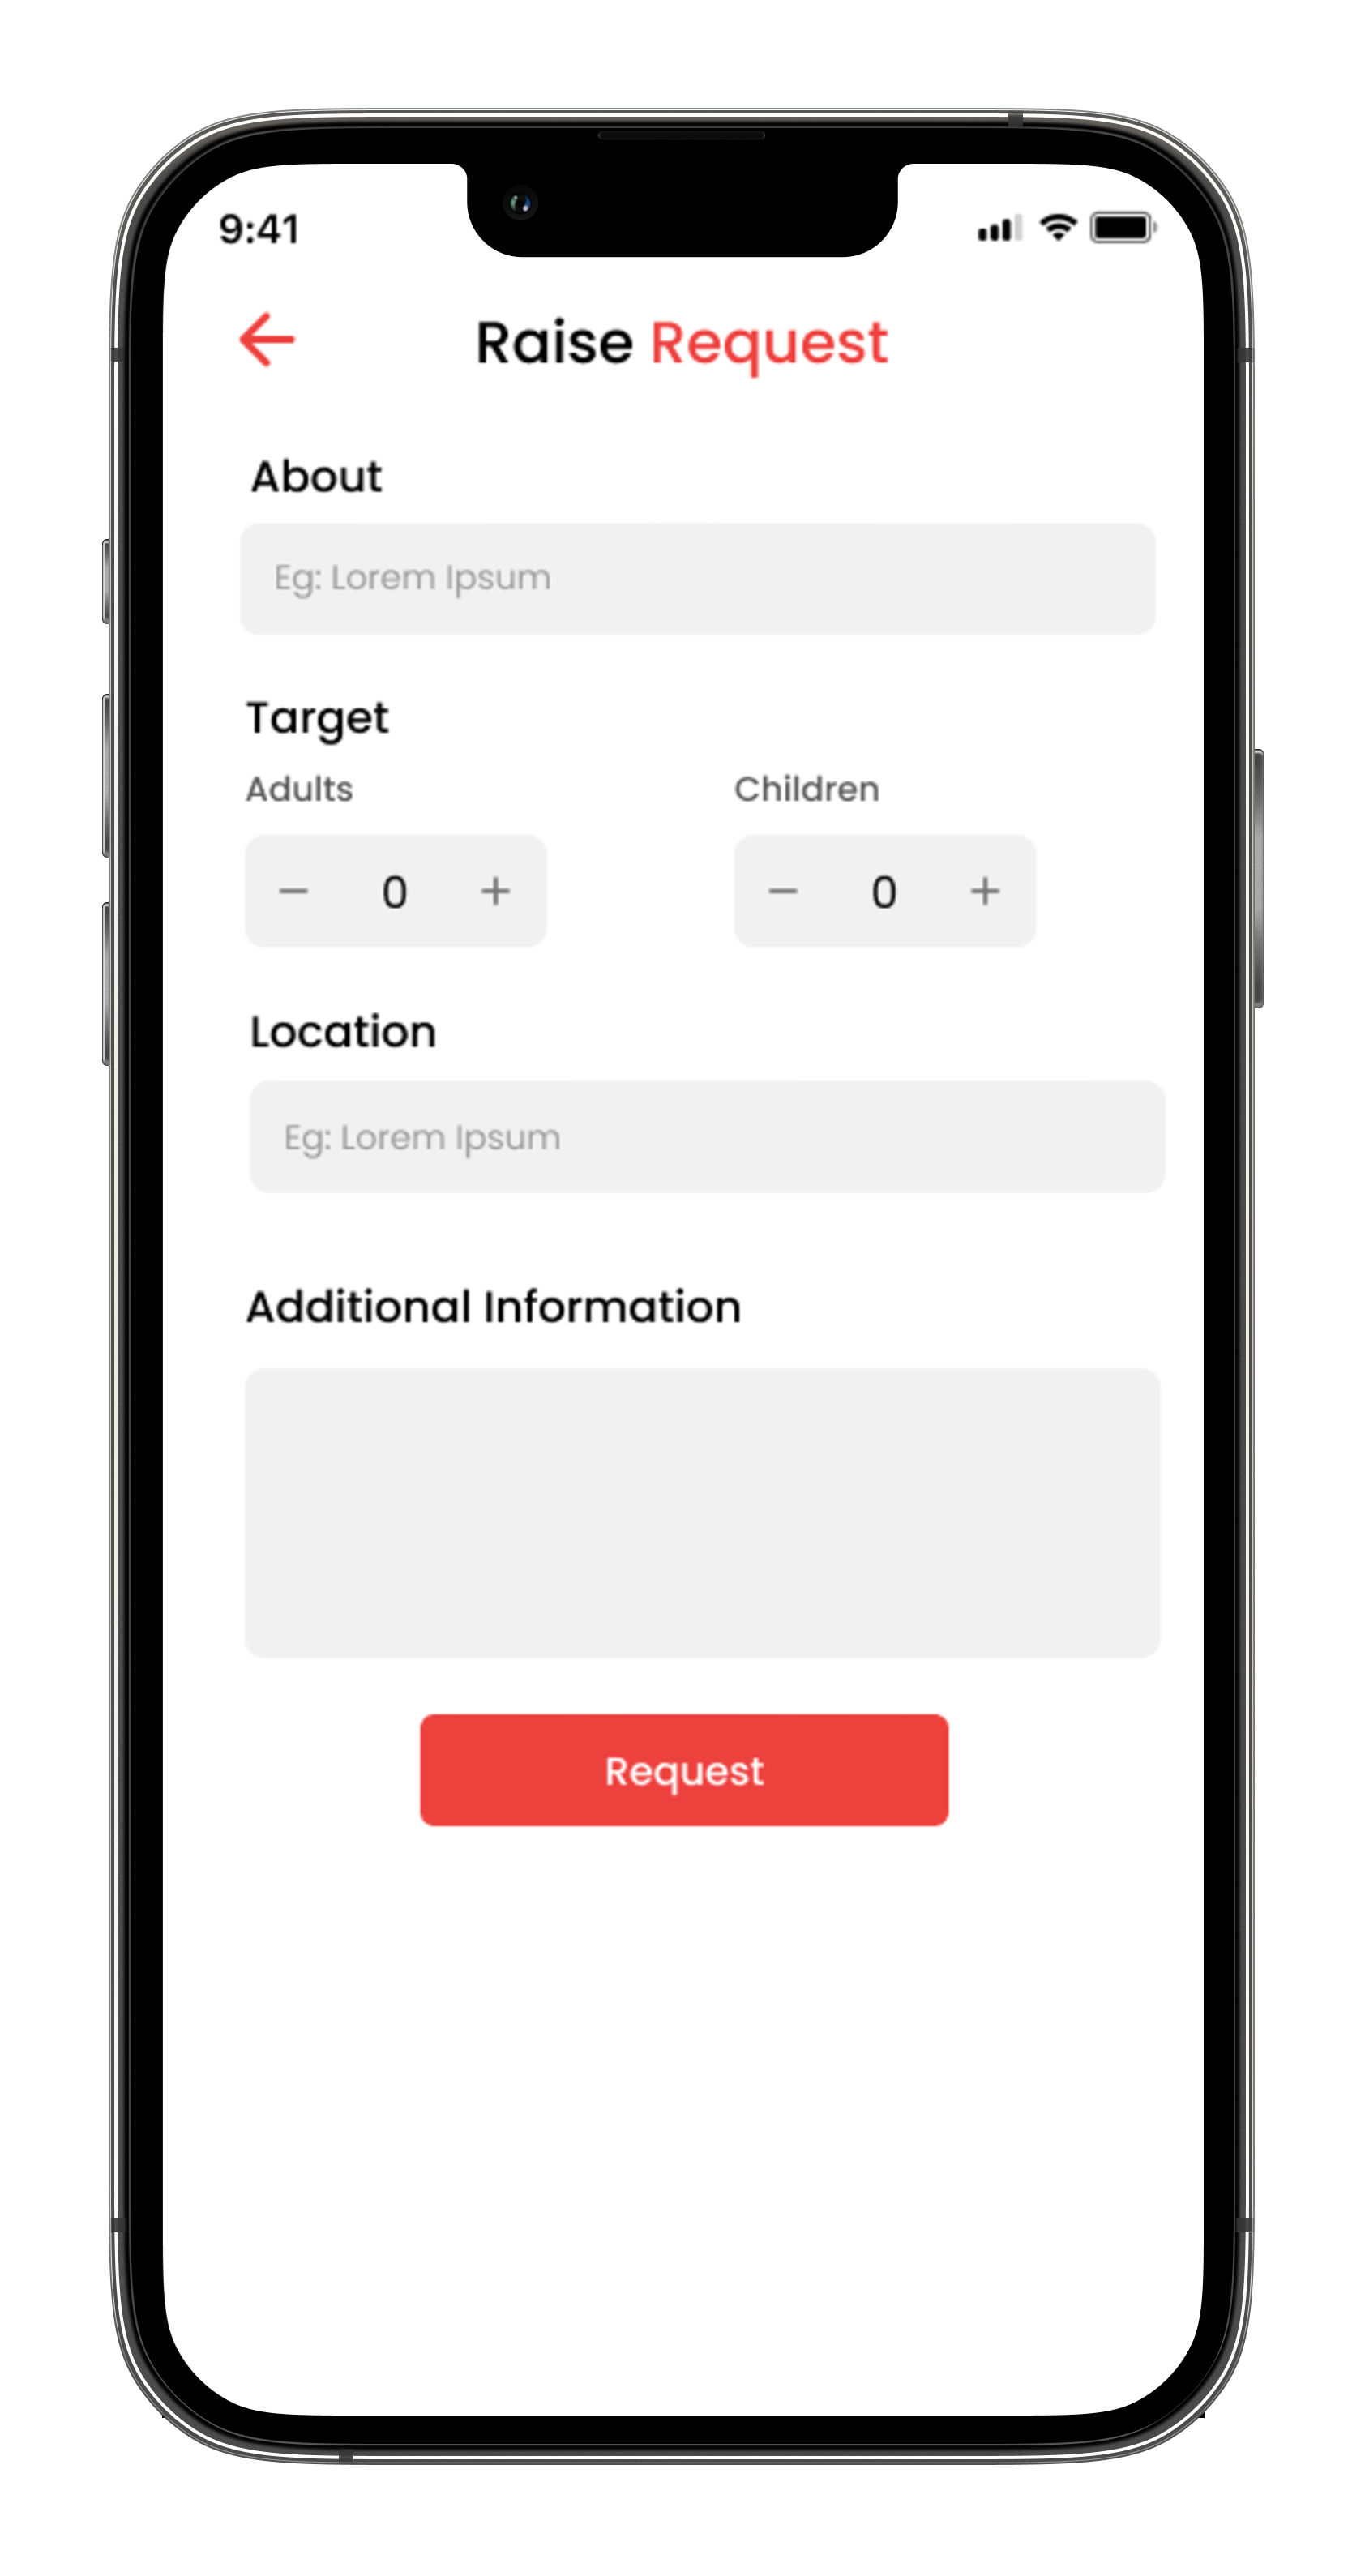 9:41
Raise Request
About
Eg: Lorem Ipsum
Target
Adults Children
− 0 + − 0 +
Location
Eg: Lorem Ipsum
Additional Information
Request